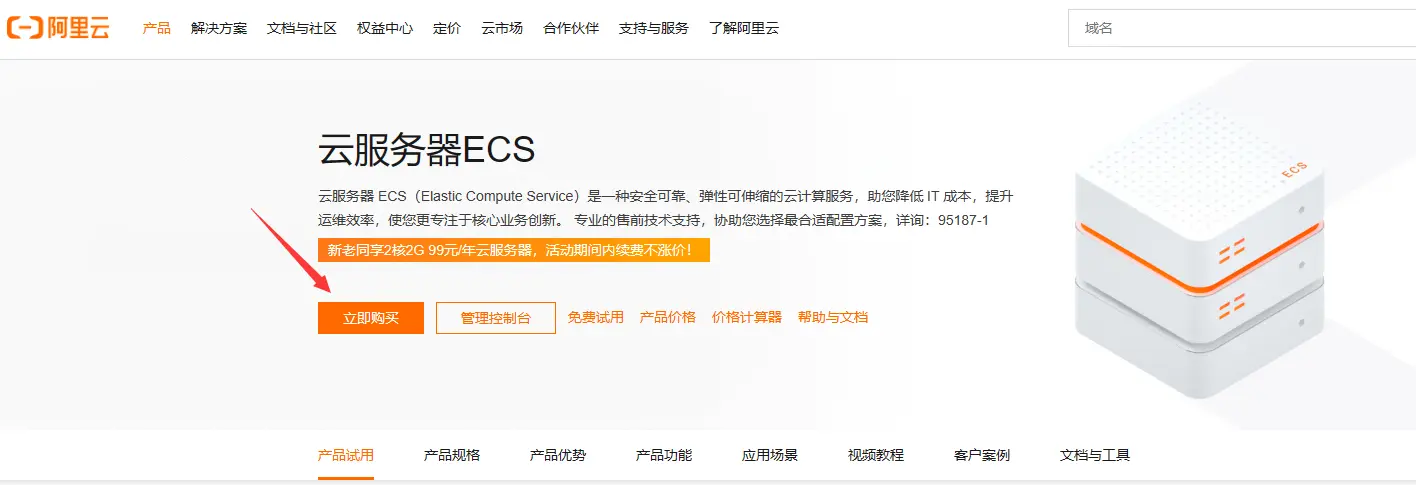 阿里云 产品 解决方案 文档与社区 权益中心 定价 云市场 合作伙伴 支持与服务 了解阿里云 域名
云服务器ECS
云服务器 ECS（Elastic Compute Service）是一种安全可靠、弹性可伸缩的云计算服务，助您降低 IT 成本，提升
运维效率，使您更专注于核心业务创新。 专业的售前技术支持，协助您选择最合适配置方案，详询：95187-1
新老同享2核2G 99元/年云服务器，活动期间内续费不涨价！
立即购买 管理控制台 免费试用 产品价格 价格计算器 帮助与文档
ECS
产品试用 产品规格 产品优势 产品功能 应用场景 视频教程 客户案例 文档与工具